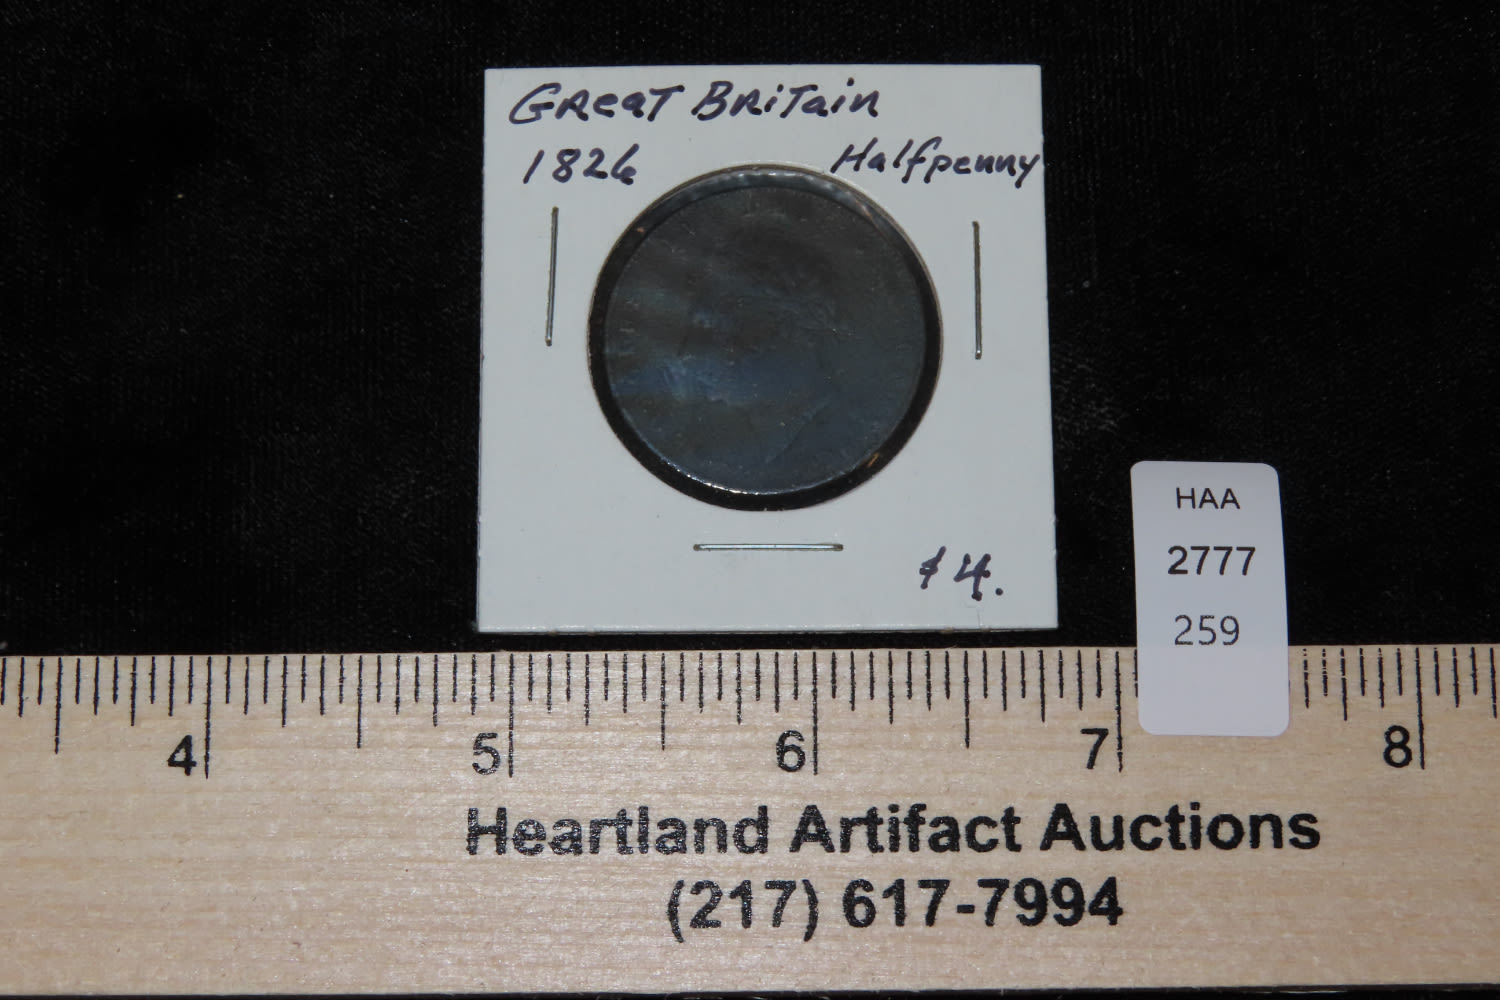 Great Britain
1826 Halfpenny
$4.
HAA
2777
259
4 5 6 7 8
Heartland Artifact Auctions
(217) 617-7994